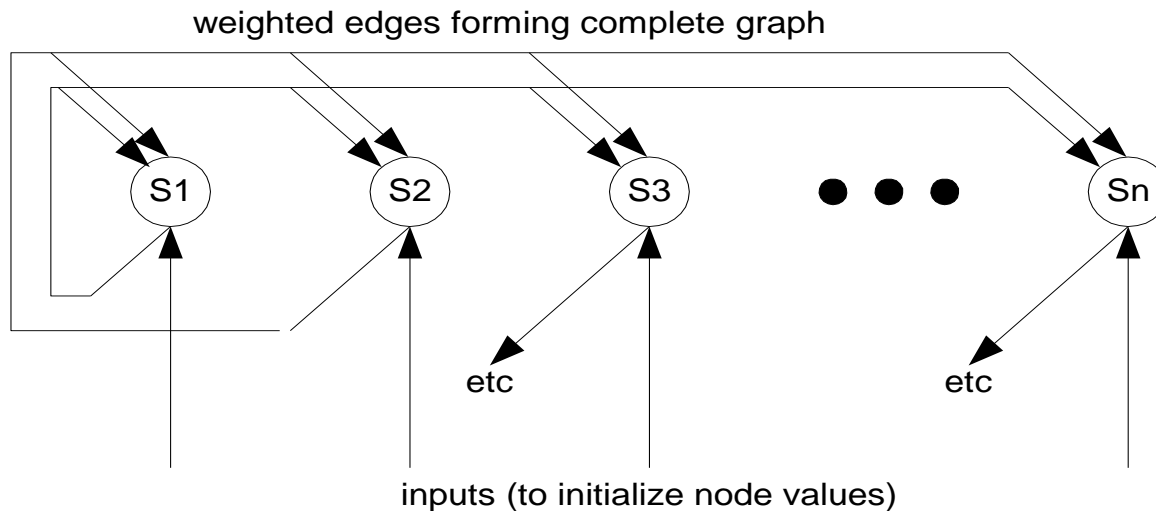 weighted edges forming complete graph
S1 S2 S3 Sn
etc etc
inputs (to initialize node values)